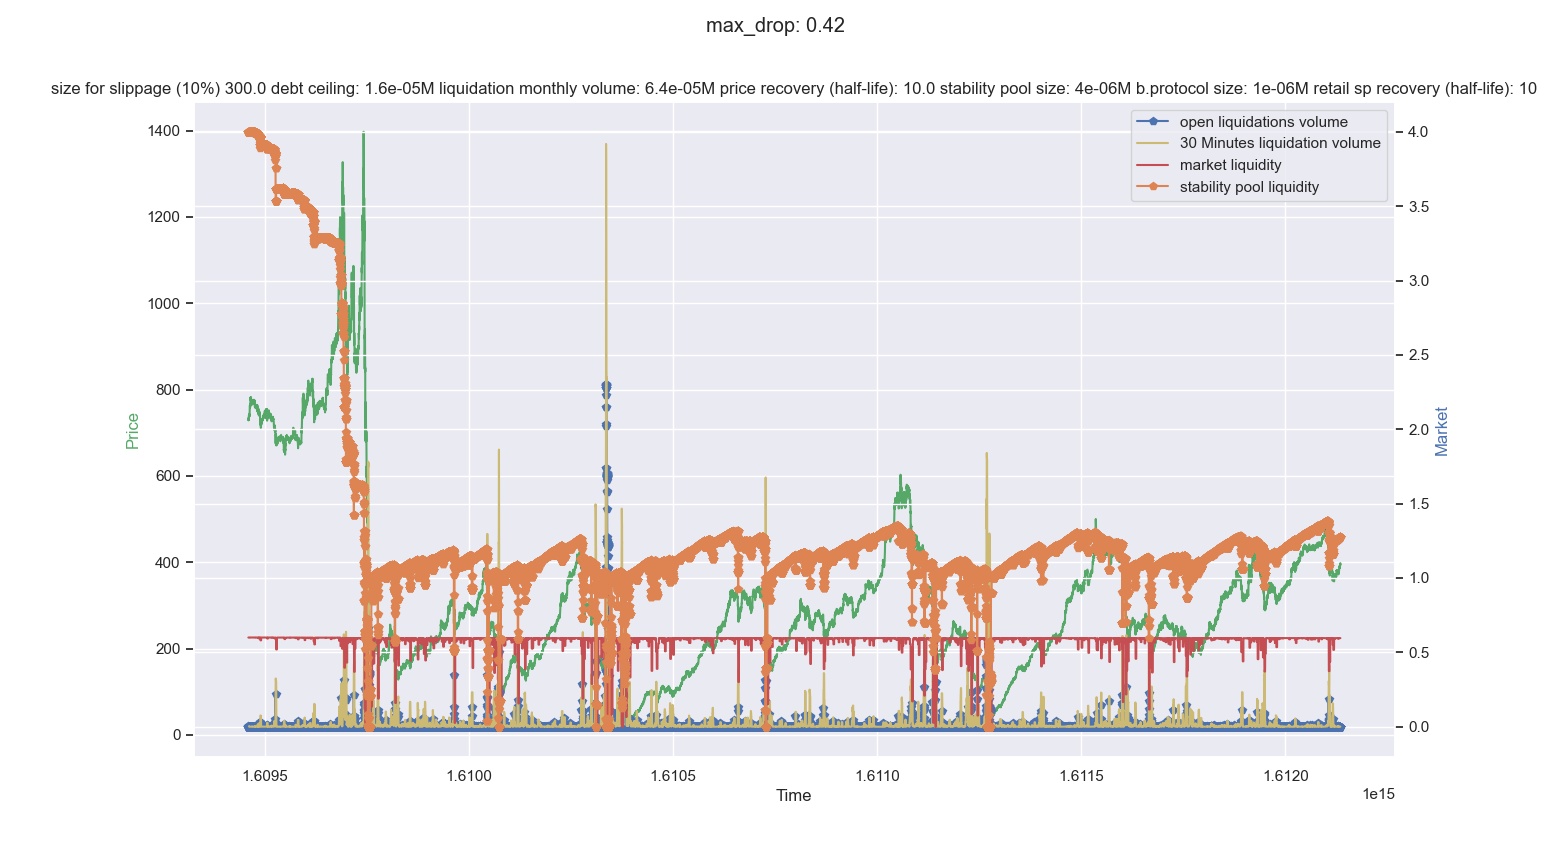 max_drop: 0.42
size for slippage (10%) 300.0 debt ceiling: 1.6e-05M liquidation monthly volume: 6.4e-05M price recovery (half-life): 10.0 stability pool size: 4e-06M b.protocol size: 1e-06M retail sp recovery (half-life): 10
open liquidations volume
30 Minutes liquidation volume
market liquidity
stability pool liquidity
1400
1200
1000
800
600
400
200
0
Price
4.0
3.5
3.0
2.5
2.0
1.5
1.0
0.5
0.0
Market
1.6095 1.6100 1.6105 1.6110 1.6115 1.6120
1e15
Time